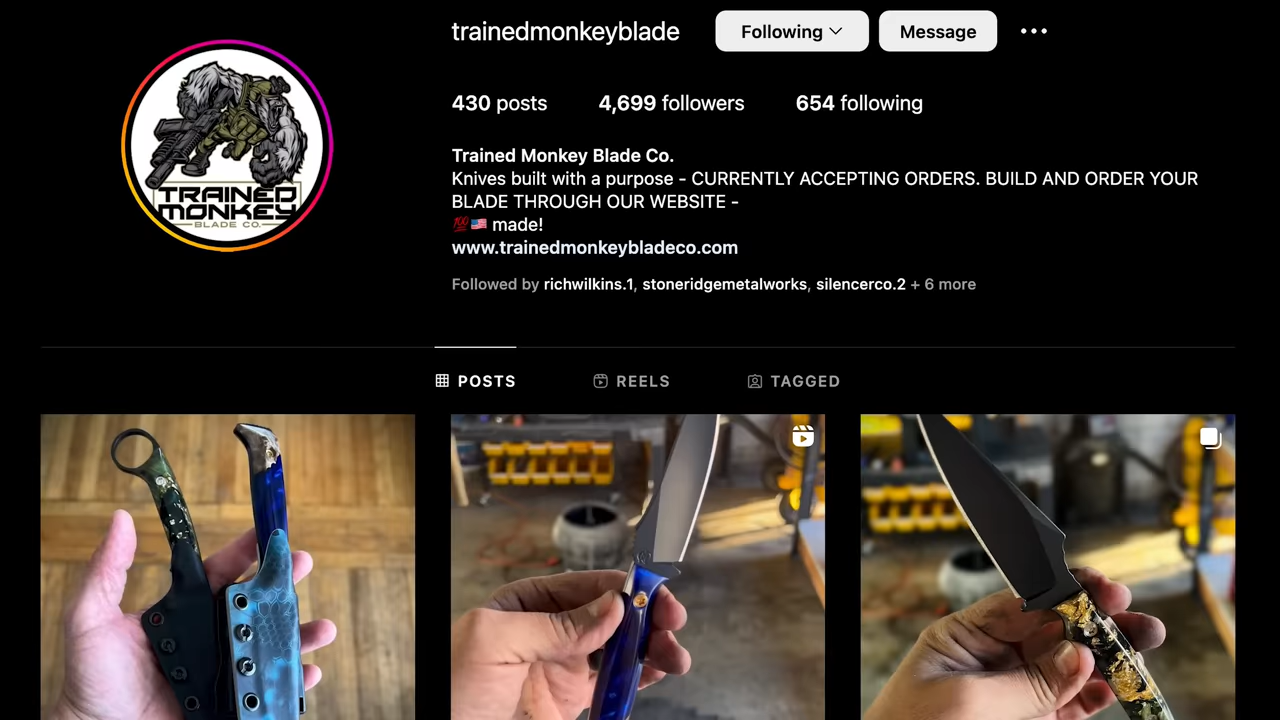 trainedmonkeyblade
Following
Message
430 posts
4,699 followers
654 following
Trained Monkey Blade Co.
Knives built with a purpose - CURRENTLY ACCEPTING ORDERS. BUILD AND ORDER YOUR
BLADE THROUGH OUR WEBSITE -
💯🇺🇸 made!
www.trainedmonkeybladeco.com
Followed by richwilkins.1, stoneridgemetalworks, silencerco.2 + 6 more
TRAINED
MONKEY
BLADE CO.
POSTS
REELS
TAGGED